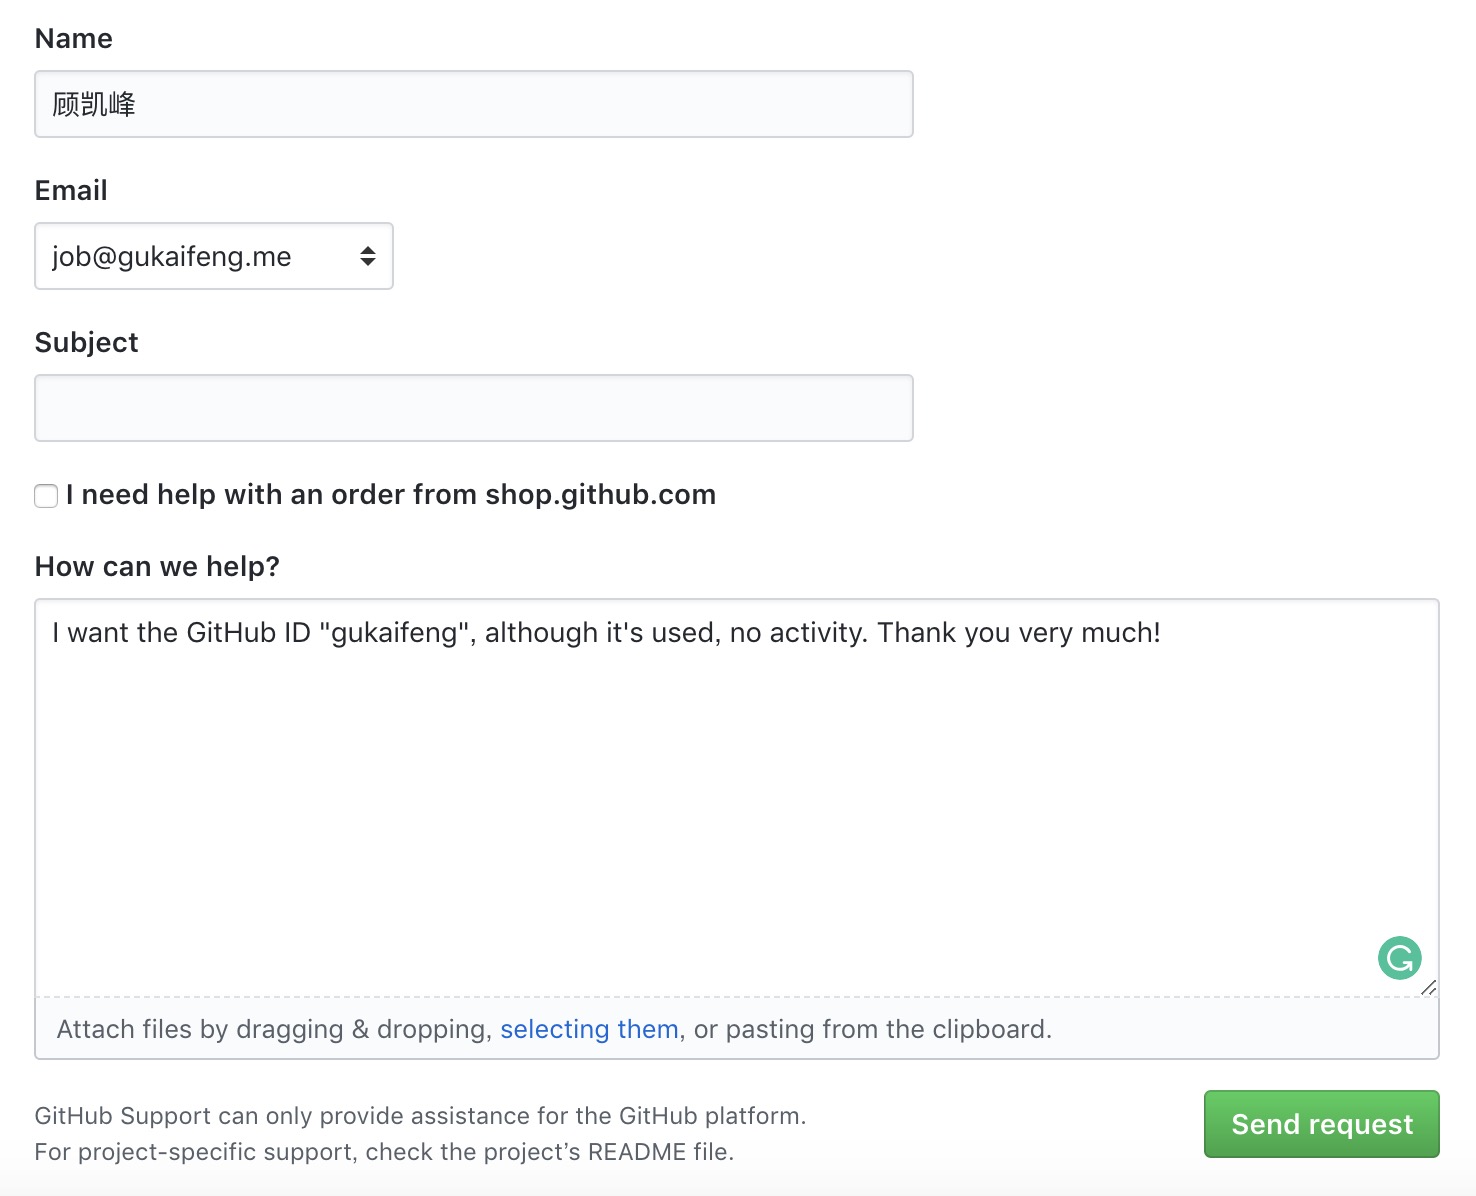 Name
顾凯峰
Email
job@gukaifeng.me
Subject
I need help with an order from shop.github.com
How can we help?
I want the GitHub ID "gukaifeng", although it's used, no activity. Thank you very much!
Attach files by dragging & dropping, selecting them, or pasting from the clipboard.
GitHub Support can only provide assistance for the GitHub platform.
For project-specific support, check the project’s README file.
Send request